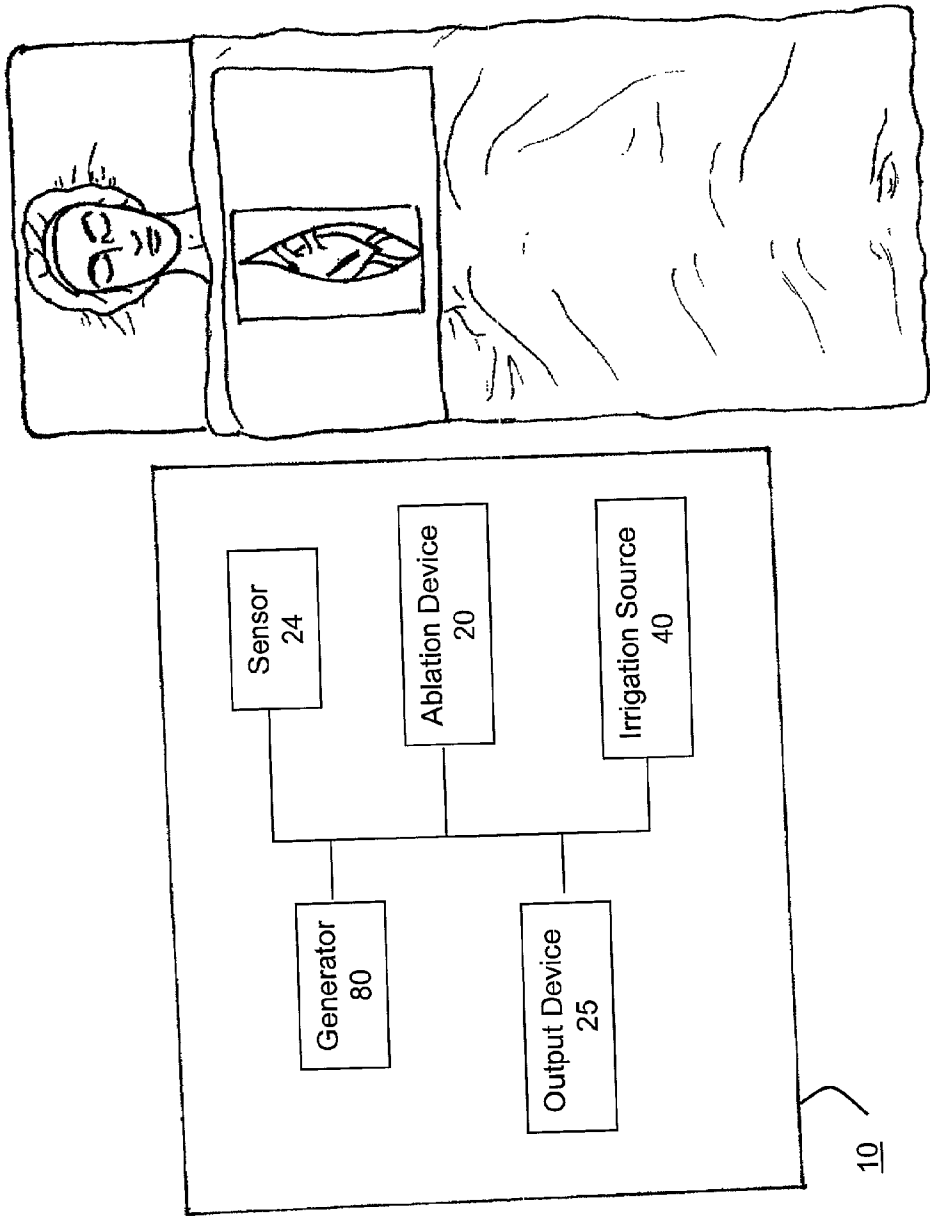 Sensor
24
Ablation Device
20
Irrigation Source
40
Generator
80
Output Device
25
10